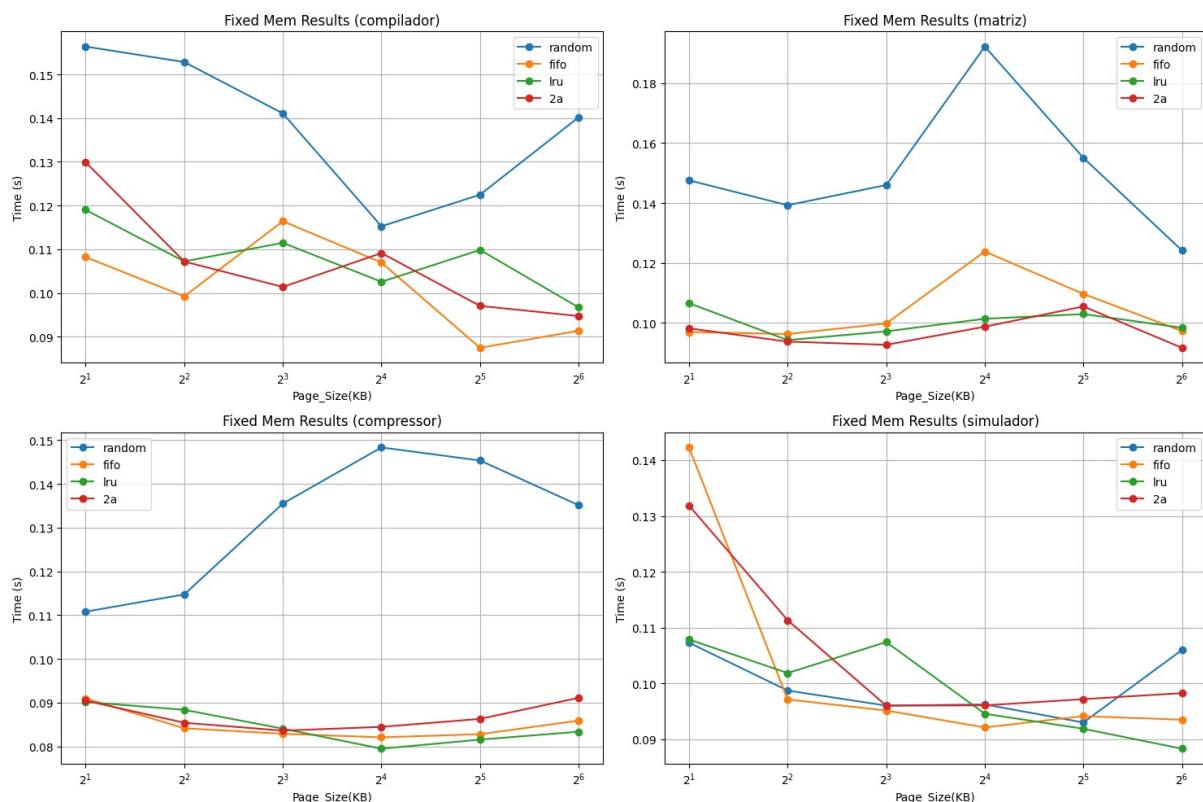 Fixed Mem Results (compilador)
random
fifo
lru
2a
0.15
0.14
0.13
0.12
0.11
0.10
0.09
Time (s)
2^1 2^2 2^3 2^4 2^5 2^6
Page_Size(KB)
Fixed Mem Results (matriz)
random
fifo
lru
2a
0.18
0.16
0.14
0.12
0.10
Time (s)
2^1 2^2 2^3 2^4 2^5 2^6
Page_Size(KB)
Fixed Mem Results (compressor)
random
fifo
lru
2a
0.15
0.14
0.13
0.12
0.11
0.10
0.09
0.08
Time (s)
2^1 2^2 2^3 2^4 2^5 2^6
Page_Size(KB)
Fixed Mem Results (simulador)
random
fifo
lru
2a
0.14
0.13
0.12
0.11
0.10
0.09
Time (s)
2^1 2^2 2^3 2^4 2^5 2^6
Page_Size(KB)